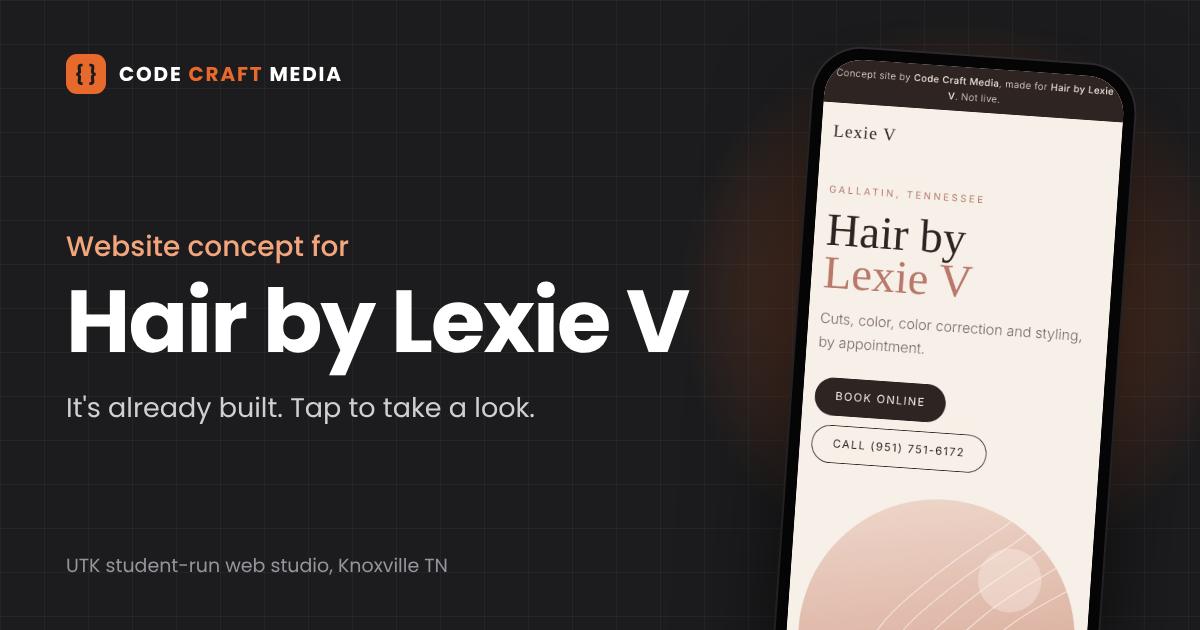 { } CODE CRAFT MEDIA
Website concept for
Hair by Lexie V
It's already built. Tap to take a look.
UTK student-run web studio, Knoxville TN
Concept site by Code Craft Media, made for Hair by Lexie
V. Not live.
Lexie V
GALLATIN, TENNESSEE
Hair by
Lexie V
Cuts, color, color correction and styling,
by appointment.
BOOK ONLINE
CALL (951) 751-6172